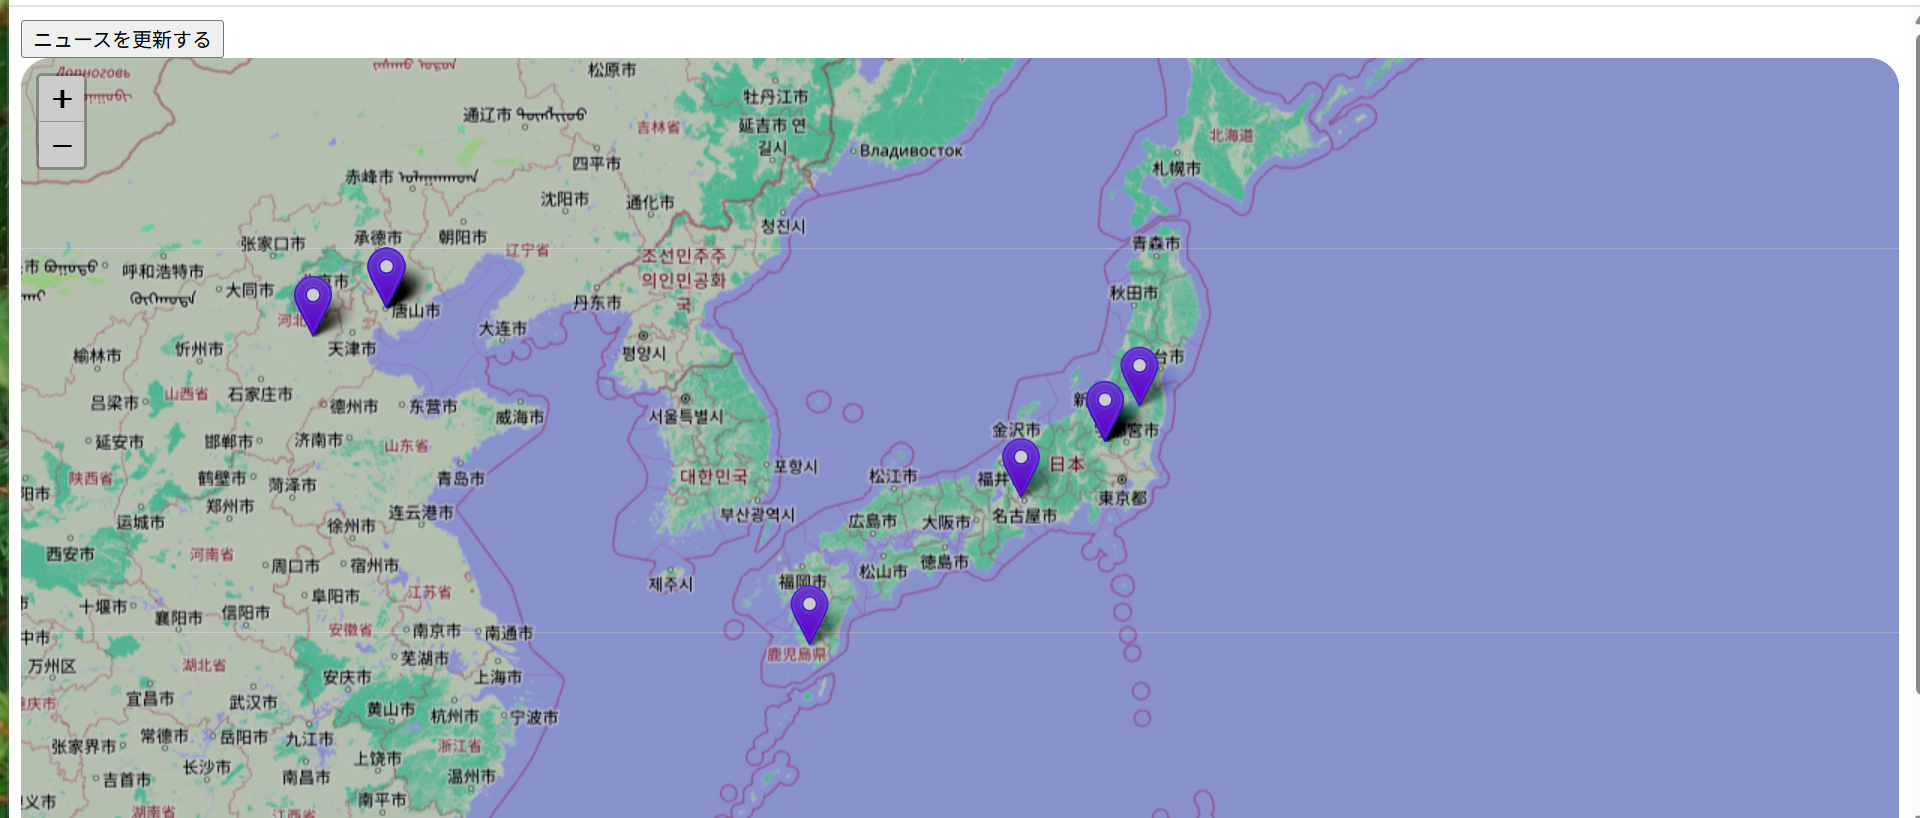 ニュースを更新する
Дорноговь
+
−
松原市
牡丹江市
通辽市
吉林省
延吉市 연
길시
Владивосток
四平市
赤峰市
沈阳市
通化市
청진시
北海道
札幌市
张家口市
承德市
朝阳市
辽宁省
조선민주주
의인민공화
국
青森市
呼和浩特市
大同市
丹东市
唐山市
秋田市
大连市
평양시
天津市
榆林市
忻州市
台市
山西省
石家庄市
吕梁市
德州市
东营市
威海市
서울특별시
金沢市
宮市
延安市
邯郸市
济南市
山东省
日本
陕西省
鹤壁市
菏泽市
青岛市
대한민국
포항시
松江市
福井
東京都
郑州市
运城市
徐州市
连云港市
부산광역시
広島市
大阪市
名古屋市
西安市
河南省
周口市
宿州市
제주시
福岡市
松山市
徳島市
阜阳市
江苏省
十堰市
襄阳市
信阳市
安徽省
南京市
南通市
鹿児島県
万州区
湖北省
芜湖市
安庆市
上海市
宜昌市
武汉市
黄山市
杭州市
宁波市
张家界市
常德市
岳阳市
九江市
浙江省
吉首市
长沙市
南昌市
上饶市
温州市
南平市
湖南省
江西省